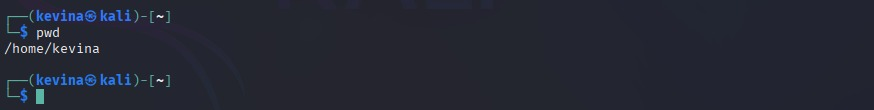 ┌──(kevina㉿kali)-[~]
└─$ pwd
/home/kevina
┌──(kevina㉿kali)-[~]
└─$